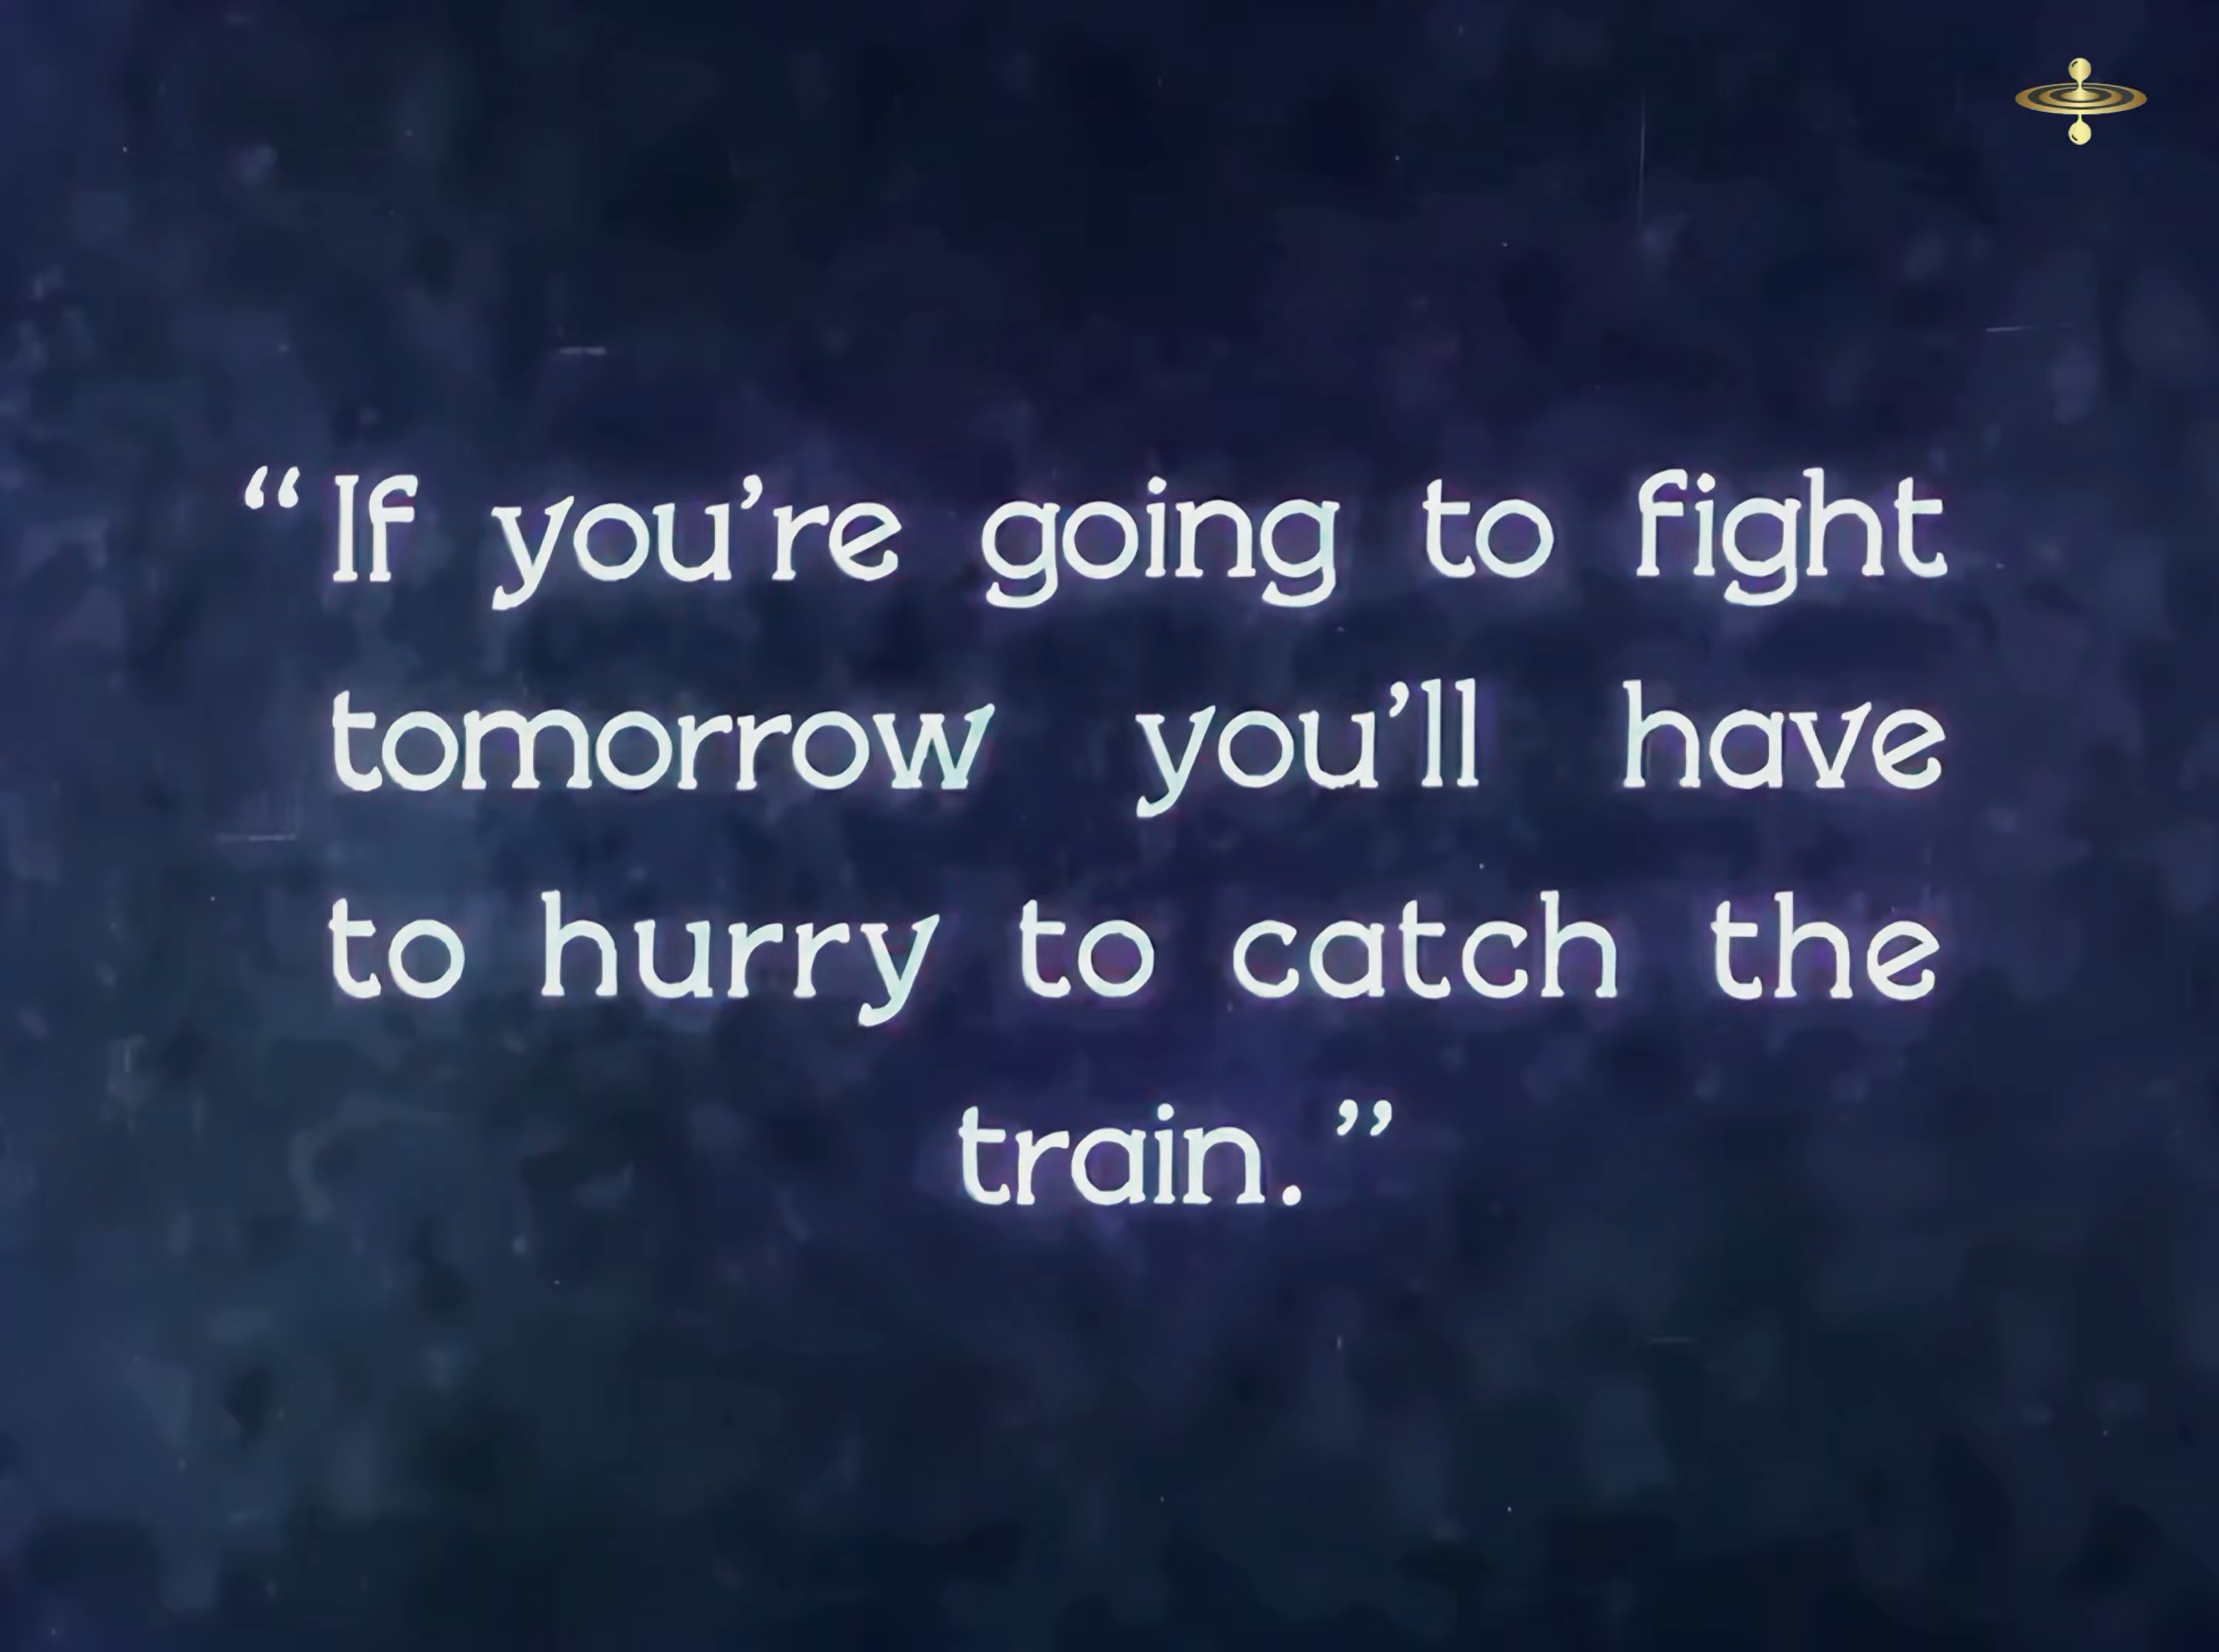 “If you’re going to fight
tomorrow you’ll have
to hurry to catch the
train.”